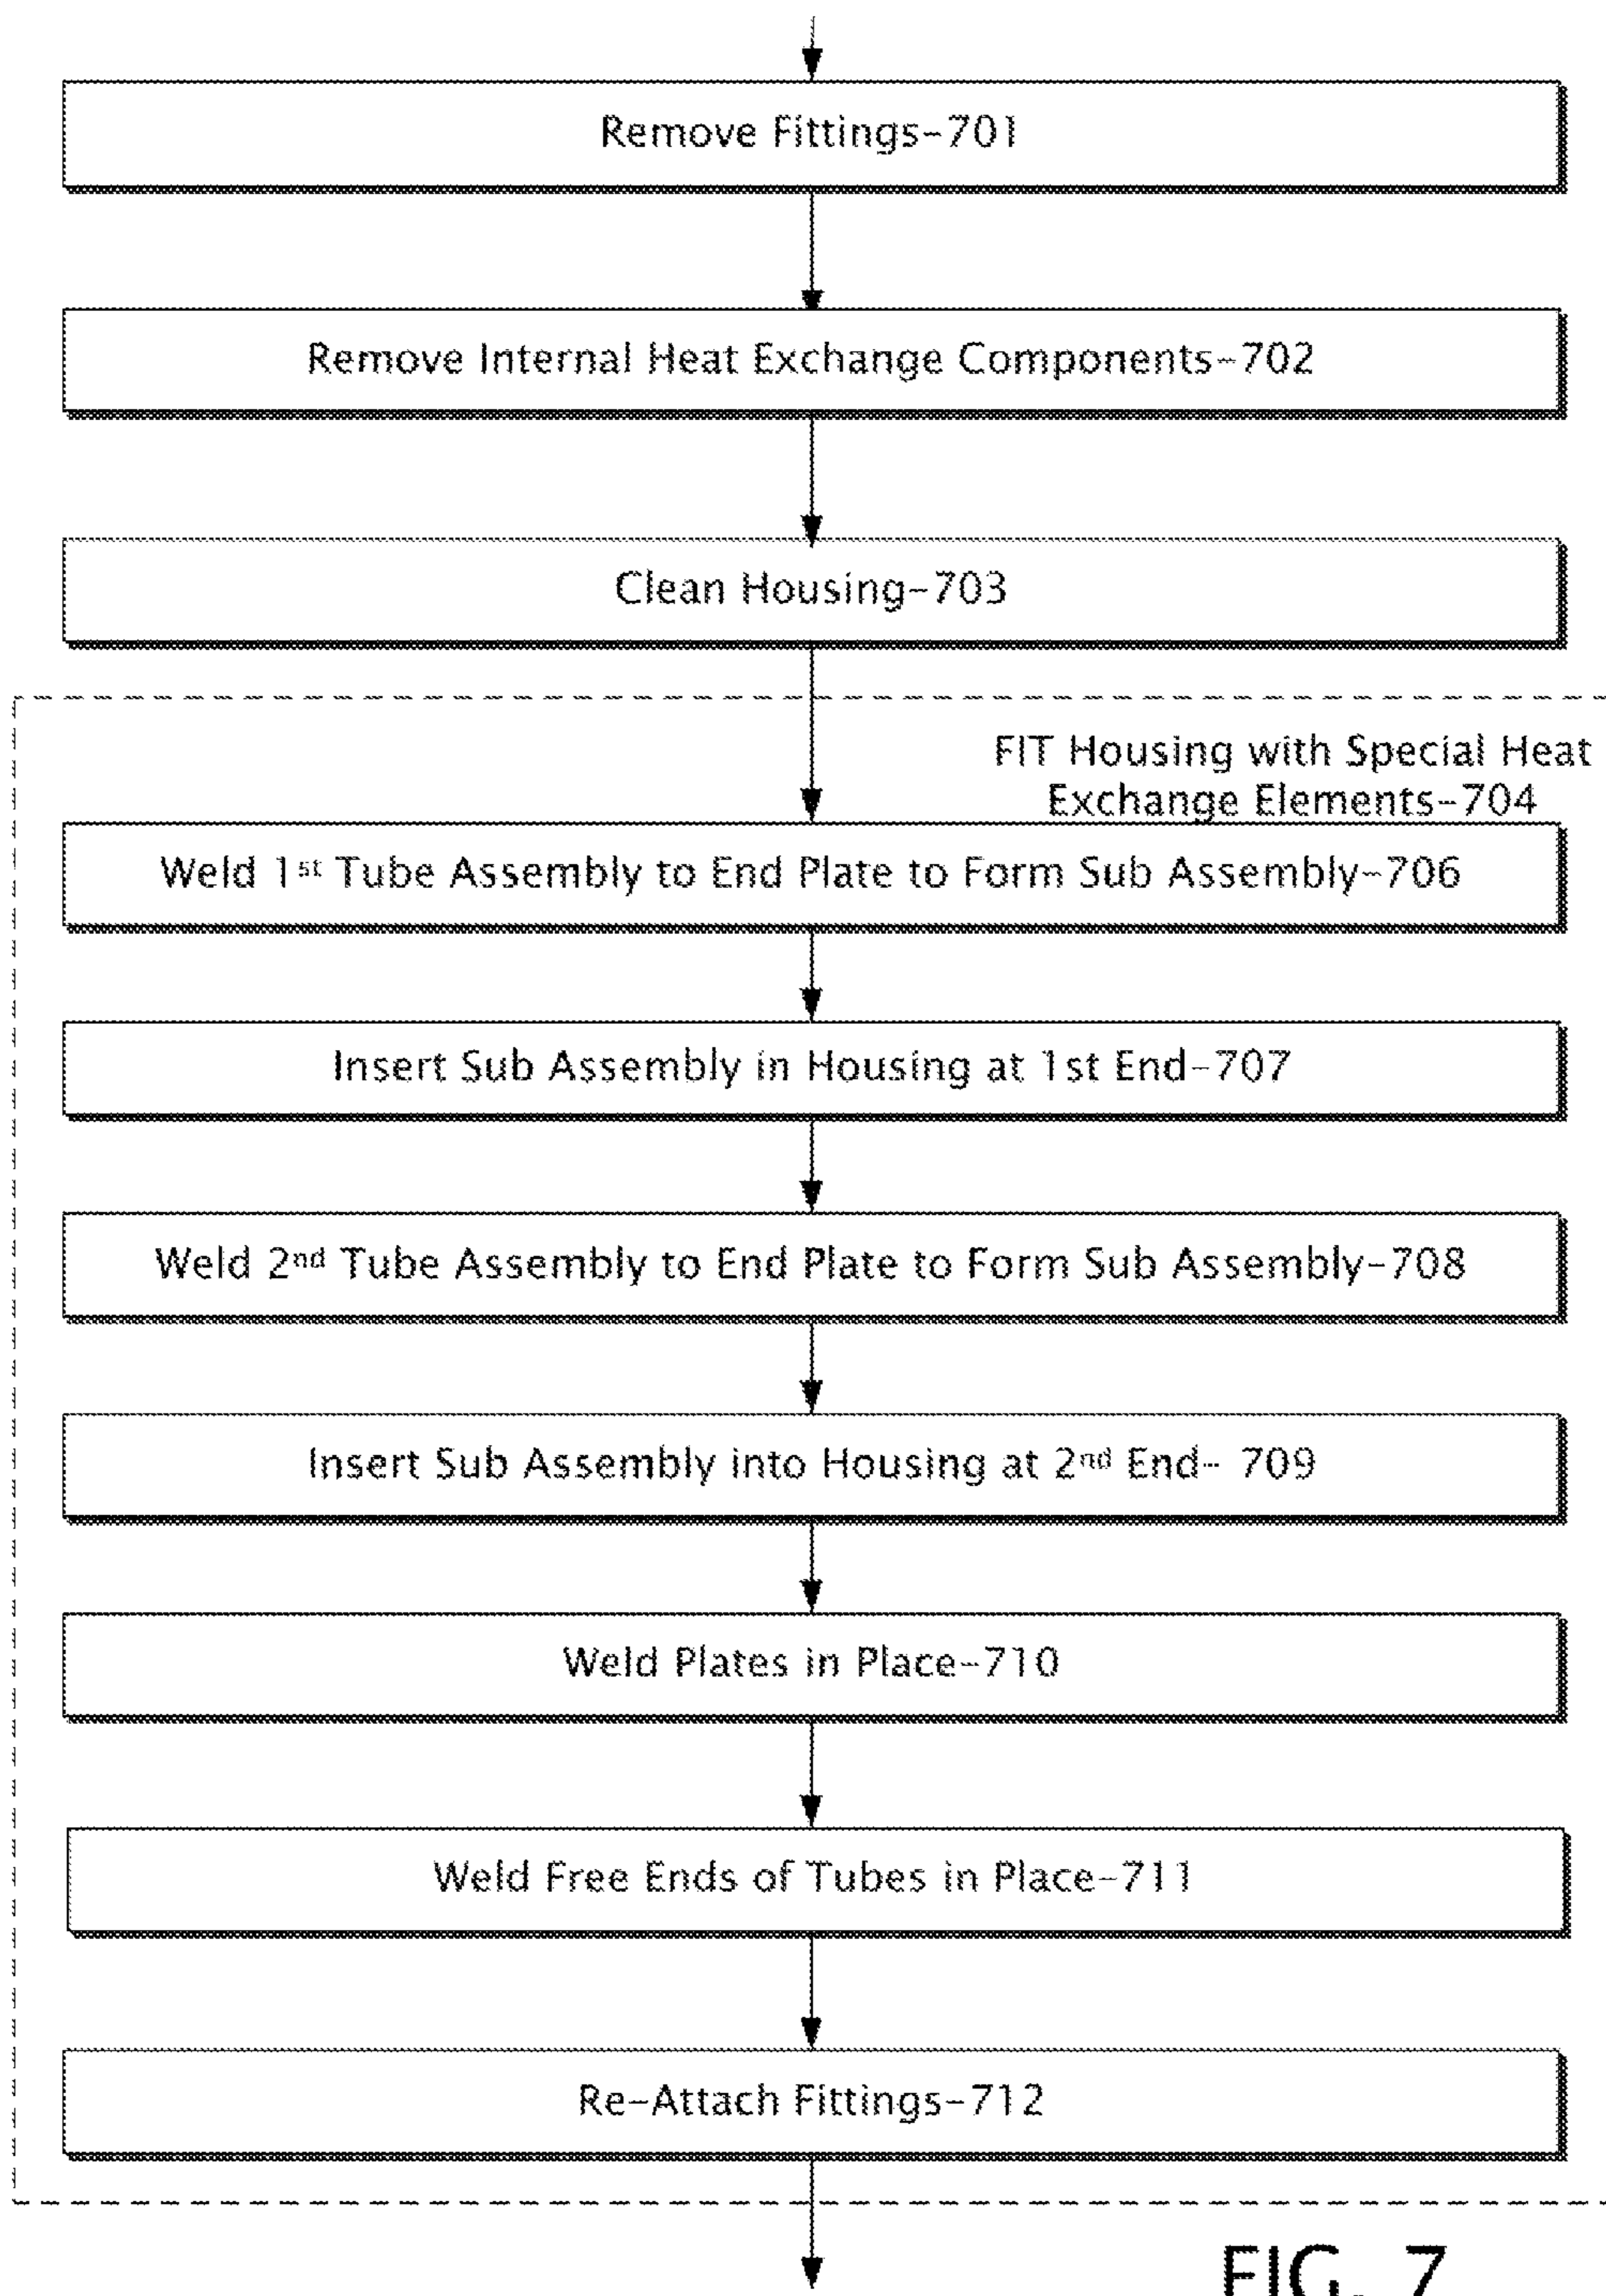 Remove Fittings-701
Remove Internal Heat Exchange Components-702
Clean Housing-703
FIT Housing with Special Heat
Exchange Elements-704
Weld 1st Tube Assembly to End Plate to Form Sub Assembly-706
Insert Sub Assembly in Housing at 1st End-707
Weld 2nd Tube Assembly to End Plate to Form Sub Assembly-708
Insert Sub Assembly into Housing at 2nd End- 709
Weld Plates in Place-710
Weld Free Ends of Tubes in Place-711
Re-Attach Fittings-712
FIG. 7